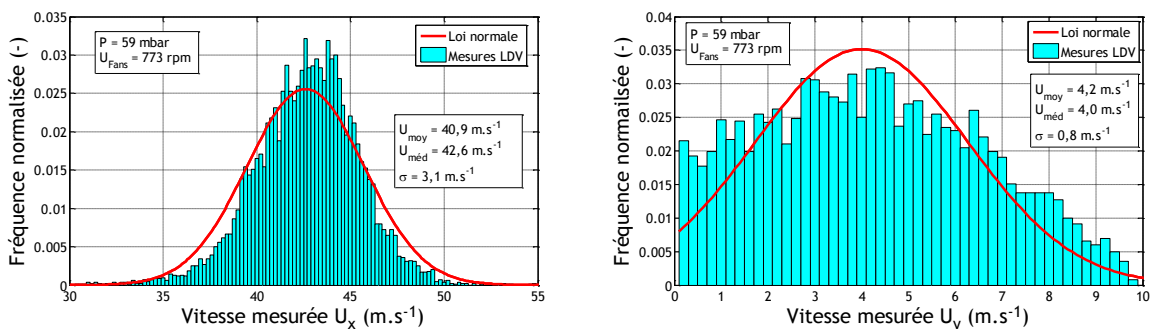 Fréquence normalisée (-)
0.035
0.03
0.025
0.02
0.015
0.01
0.005
0
P = 59 mbar
U_Fans = 773 rpm
Loi normale
Mesures LDV
U_moy = 40,9 m.s⁻¹
U_méd = 42,6 m.s⁻¹
σ = 3,1 m.s⁻¹
30 35 40 45 50 55
Vitesse mesurée U_x (m.s⁻¹)
Fréquence normalisée (-)
0.04
0.035
0.03
0.025
0.02
0.015
0.01
0.005
0
P = 59 mbar
U_Fans = 773 rpm
Loi normale
Mesures LDV
U_moy = 4,2 m.s⁻¹
U_méd = 4,0 m.s⁻¹
σ = 0,8 m.s⁻¹
0 1 2 3 4 5 6 7 8 9 10
Vitesse mesurée U_y (m.s⁻¹)